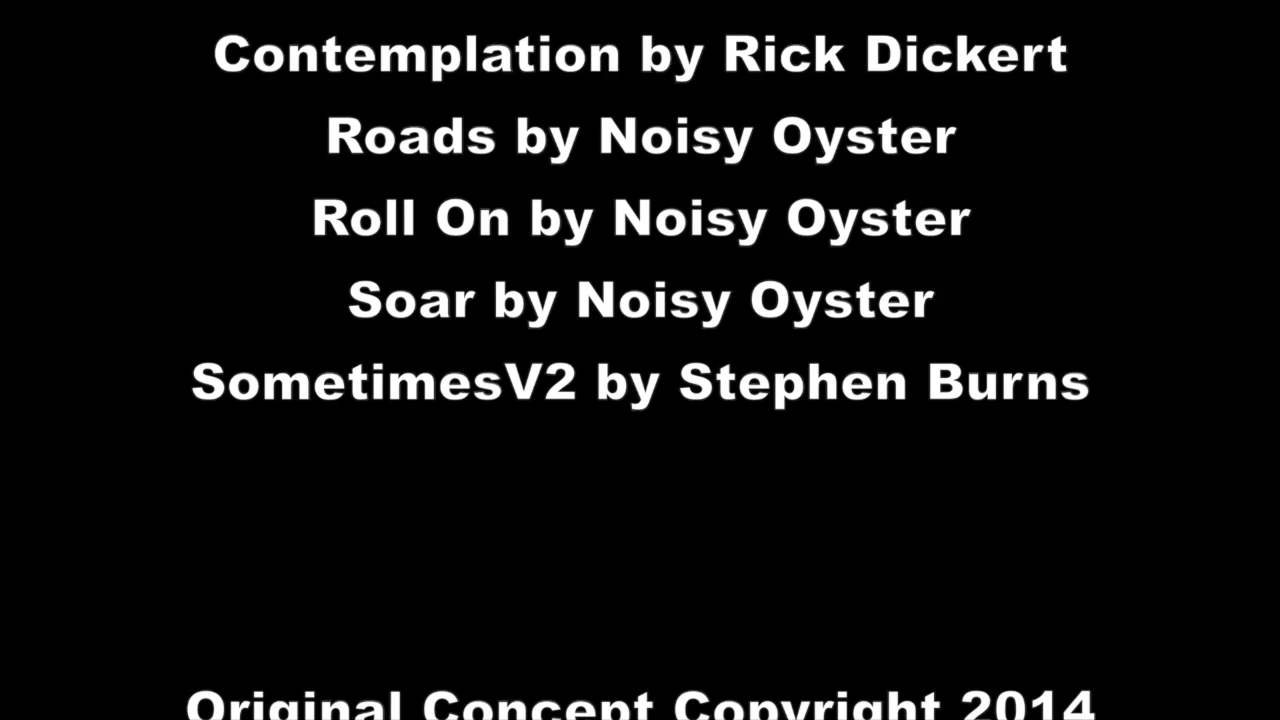 Contemplation by Rick Dickert
Roads by Noisy Oyster
Roll On by Noisy Oyster
Soar by Noisy Oyster
SometimesV2 by Stephen Burns
Original Concept Copyright 2014